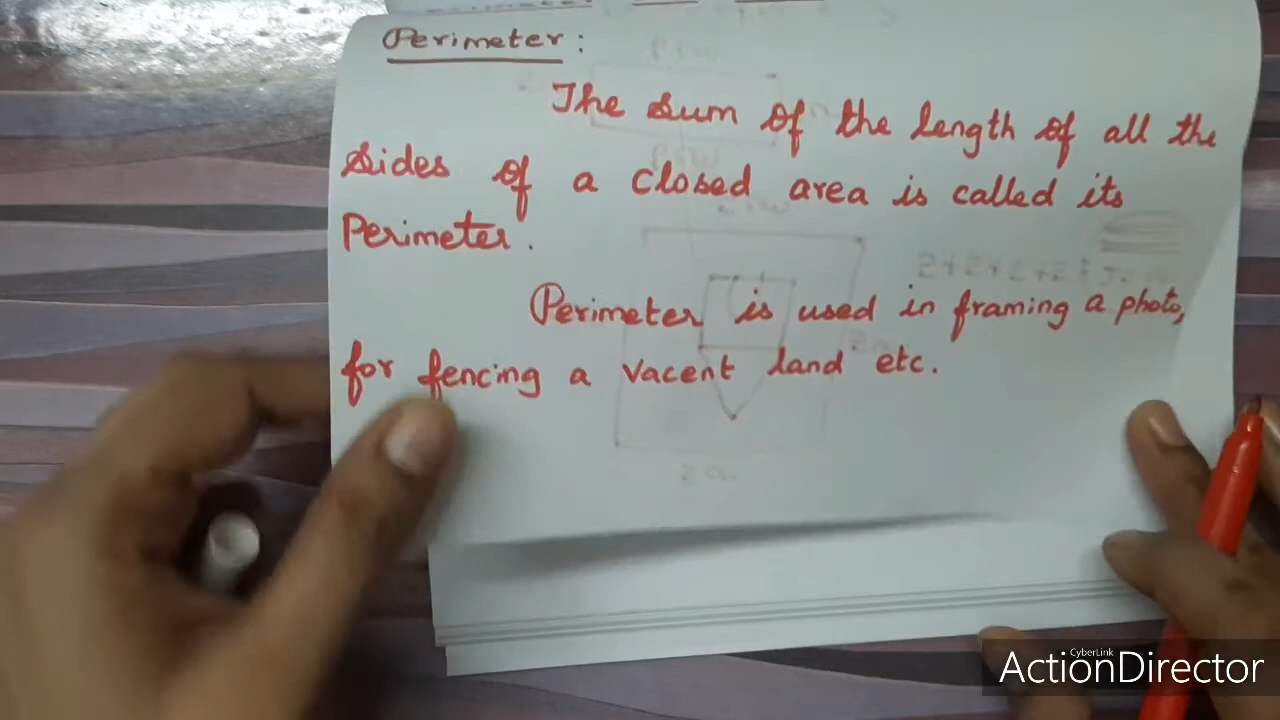 Perimeter:
The sum of the length of all the
sides of a closed area is called its
Perimeter.
Perimeter is used in framing a photo,
for fencing a vacent land etc.
CyberLink
ActionDirector